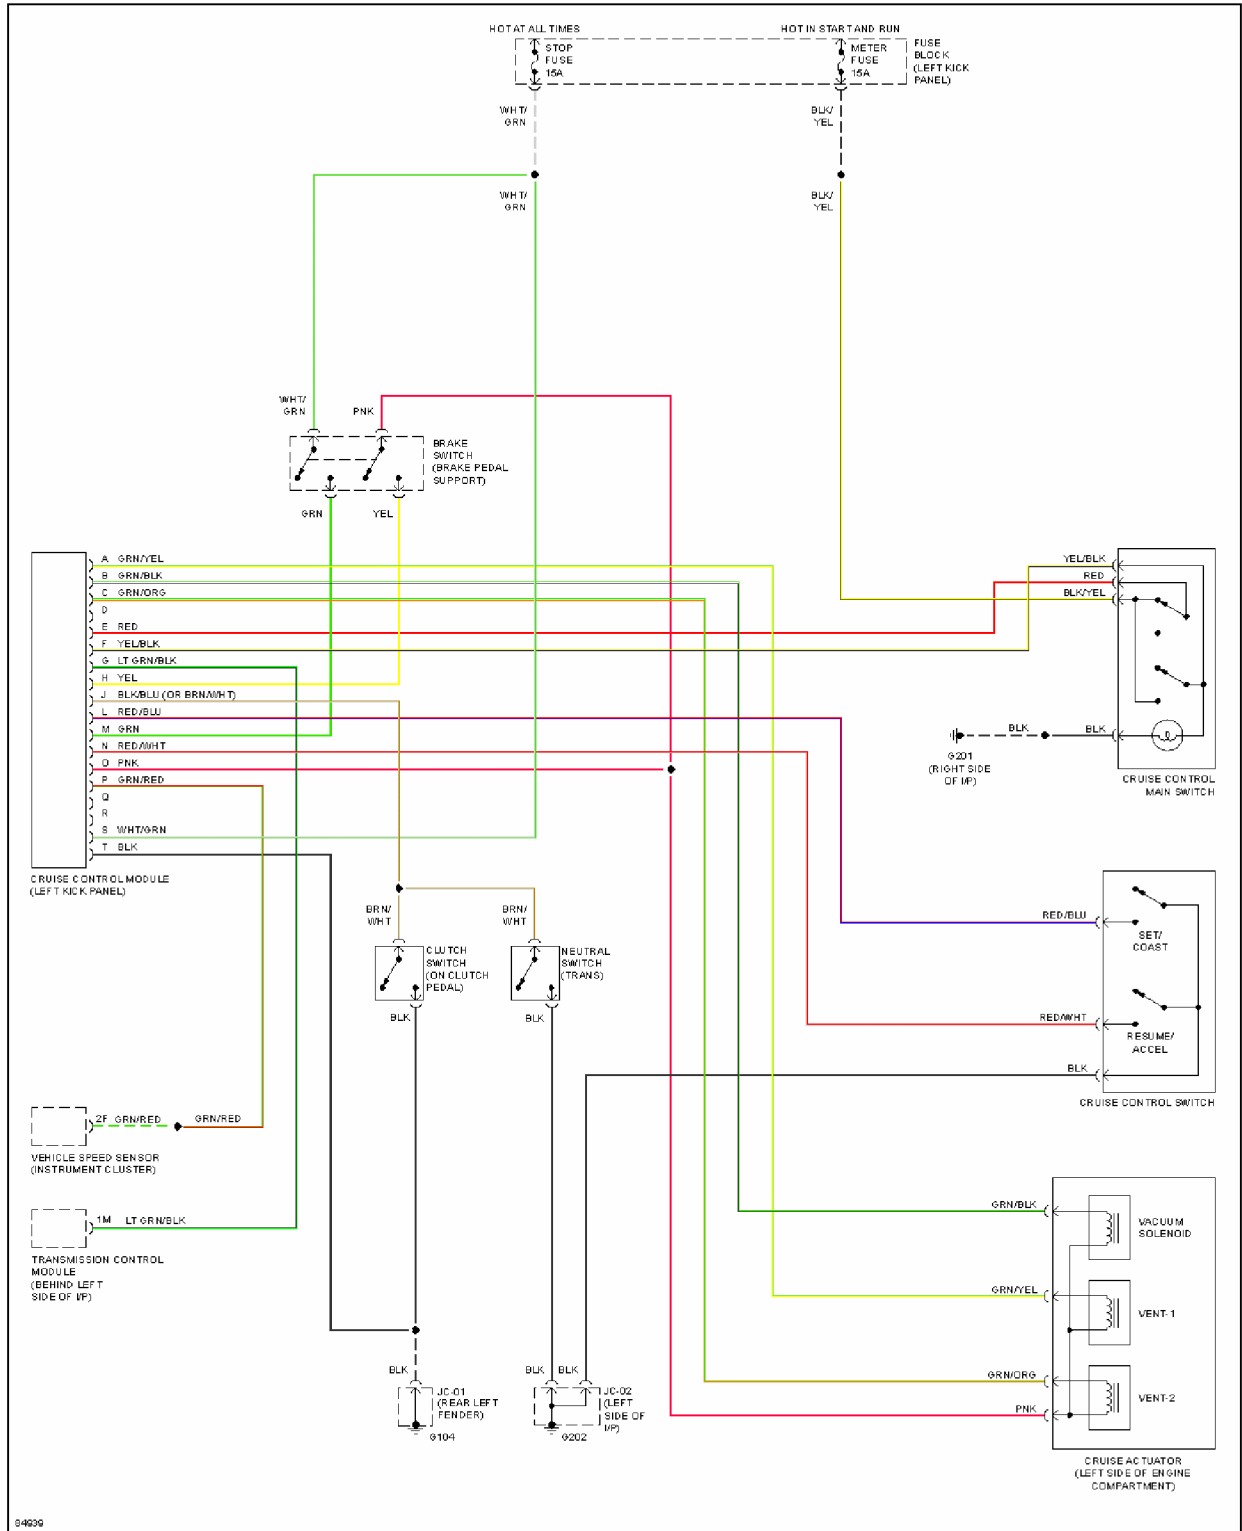 HOT AT ALL TIMES
HOT IN START AND RUN
STOP
FUSE
15A
METER
FUSE
15A
FUSE
BLOCK
(LEFT KICK
PANEL)
WHT/
GRN
BLK/
YEL
WHT/
GRN
BLK/
YEL
WHT/
GRN
PNK
BRAKE
SWITCH
(BRAKE PEDAL
SUPPORT)
GRN
YEL
A GRN/YEL
B GRN/BLK
C GRN/ORG
D
E RED
F YEL/BLK
G LT GRN/BLK
H YEL
J BLK/BLU (OR BRN/WHT)
L RED/BLU
M GRN
N RED/WHT
O PNK
P GRN/RED
Q
R
S WHT/GRN
T BLK
CRUISE CONTROL MODULE
(LEFT KICK PANEL)
YEL/BLK
RED
BLK/YEL
BLK
BLK
G201
(RIGHT SIDE
OF I/P)
CRUISE CONTROL
MAIN SWITCH
BRN/
WHT
BRN/
WHT
CLUTCH
SWITCH
(ON CLUTCH
PEDAL)
NEUTRAL
SWITCH
(TRANS)
BLK
BLK
RED/BLU
SET/
COAST
RED/WHT
RESUME/
ACCEL
BLK
CRUISE CONTROL SWITCH
2F GRN/RED
GRN/RED
VEHICLE SPEED SENSOR
(INSTRUMENT CLUSTER)
1M LT GRN/BLK
TRANSMISSION CONTROL
MODULE
(BEHIND LEFT
SIDE OF I/P)
GRN/BLK
VACUUM
SOLENOID
GRN/YEL
VENT-1
GRN/ORG
VENT-2
PNK
BLK
JC-01
(REAR LEFT
FENDER)
G104
BLK
BLK
JC-02
(LEFT
SIDE OF
I/P)
G202
CRUISE ACTUATOR
(LEFT SIDE OF ENGINE
COMPARTMENT)
84939